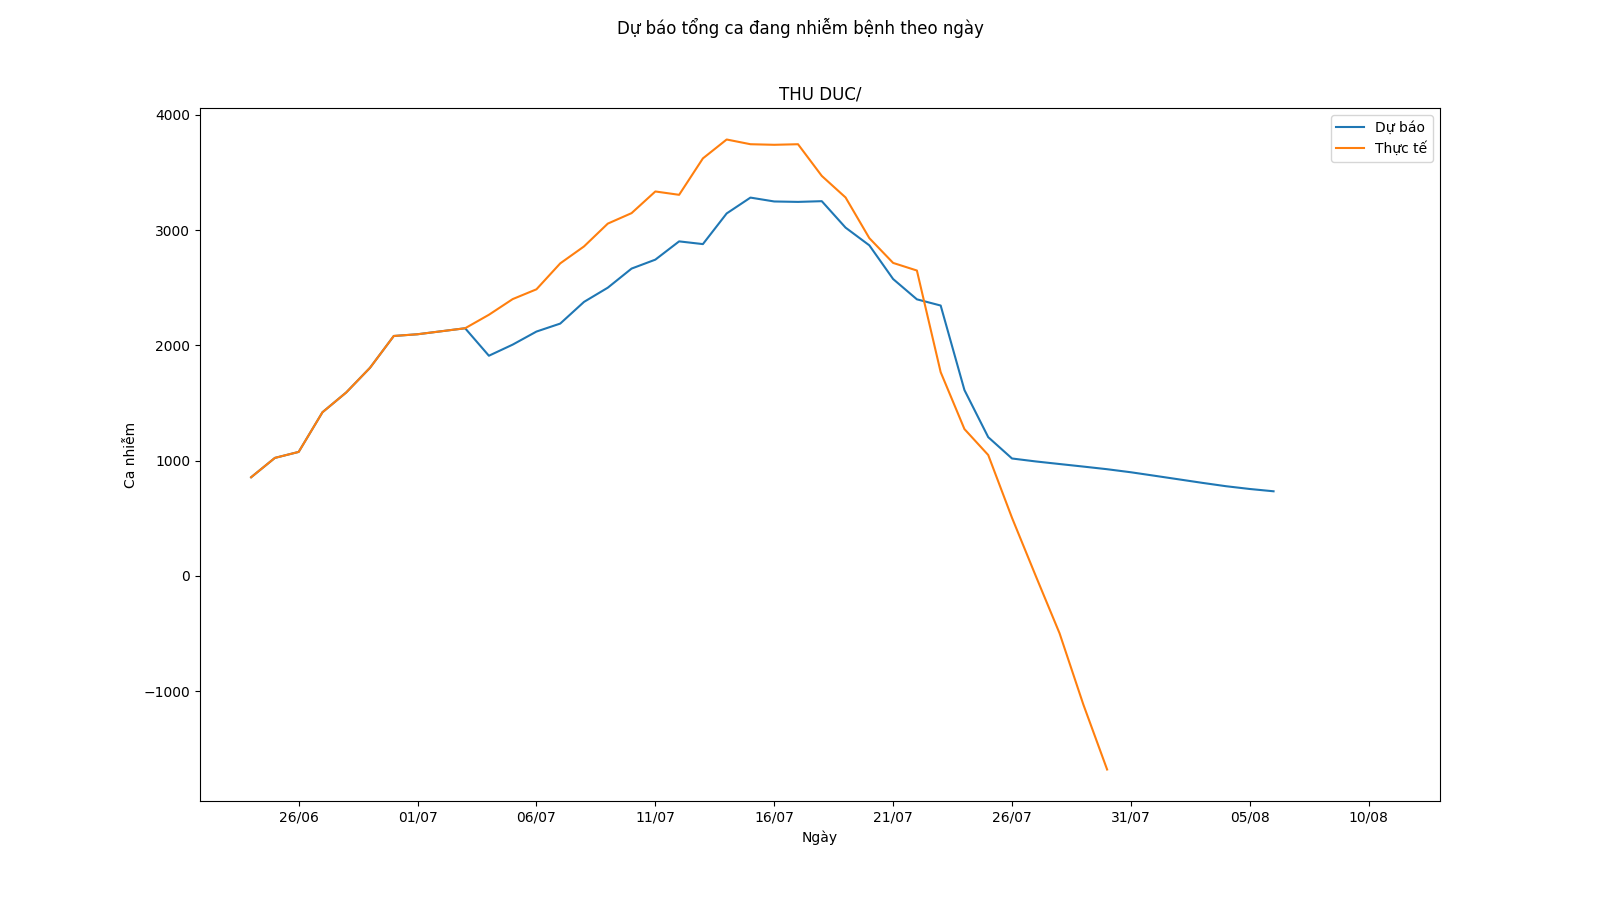 Dự báo tổng ca đang nhiễm bệnh theo ngày
THU DUC/
Dự báo
Thực tế
Ca nhiễm
4000
3000
2000
1000
0
−1000
26/06
01/07
06/07
11/07
16/07
21/07
26/07
31/07
05/08
10/08
Ngày